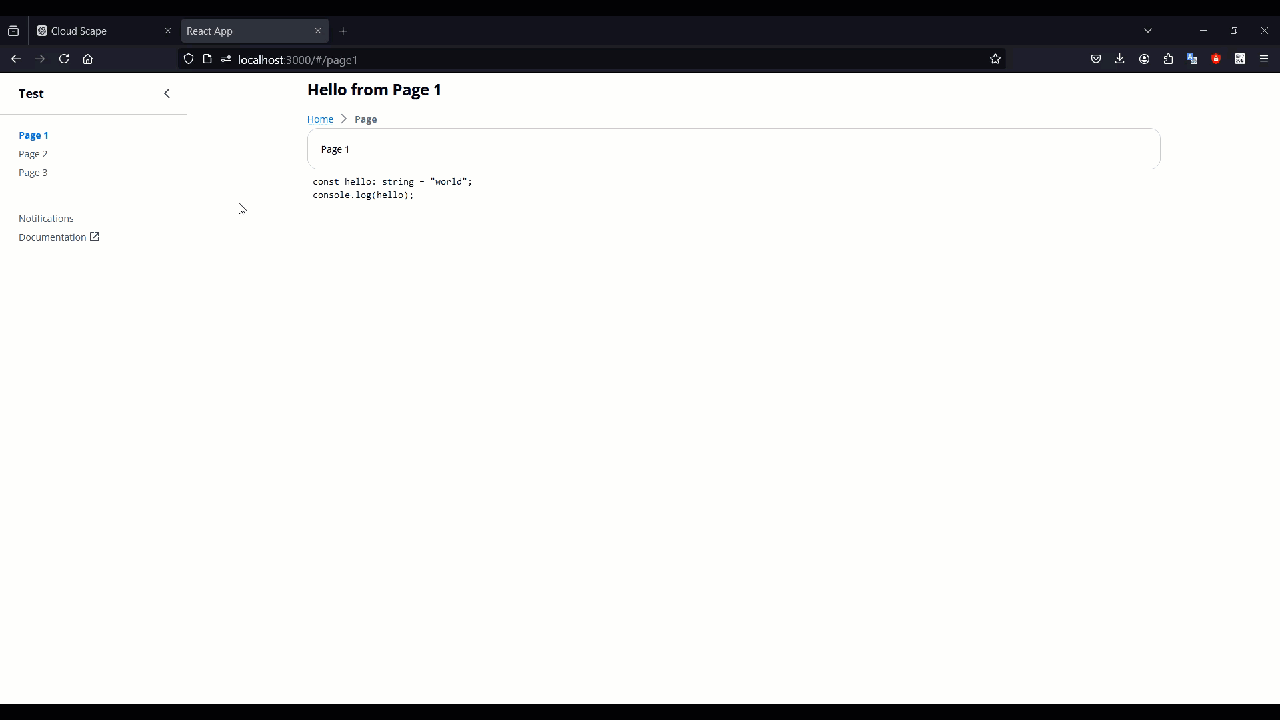 Cloud Scape
React App
localhost:3000/#/page1
Test
Page 1
Page 2
Page 3
Notifications
Documentation
Hello from Page 1
Home > Page
Page 1
const hello: string = "world";
console.log(hello);